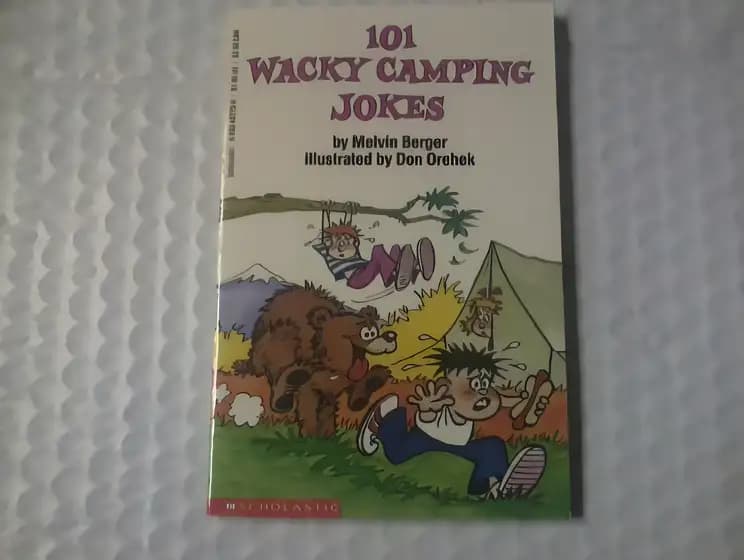 101
WACKY CAMPING
JOKES
by Melvin Berger
illustrated by Don Orehek
SCHOLASTIC